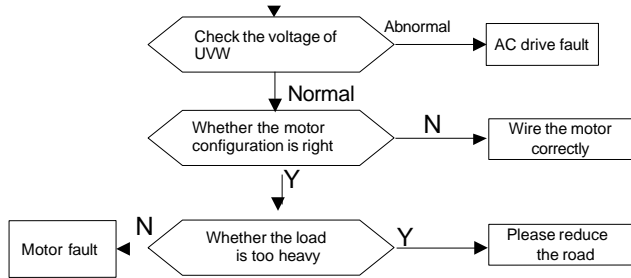 Check the voltage of
UVW
Abnormal
AC drive fault
Normal
Whether the motor
configuration is right
N
Wire the motor
correctly
Y
N
Motor fault
Whether the load
is too heavy
Y
Please reduce
the road